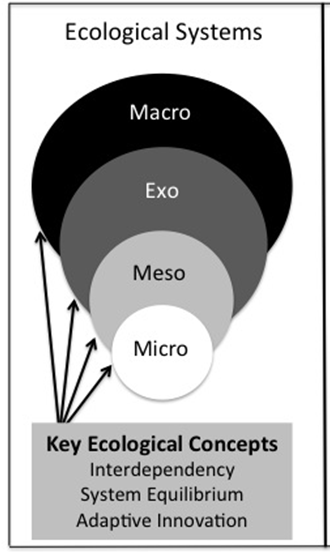 Ecological Systems
Macro
Exo
Meso
Micro
Key Ecological Concepts
Interdependency
System Equilibrium
Adaptive Innovation